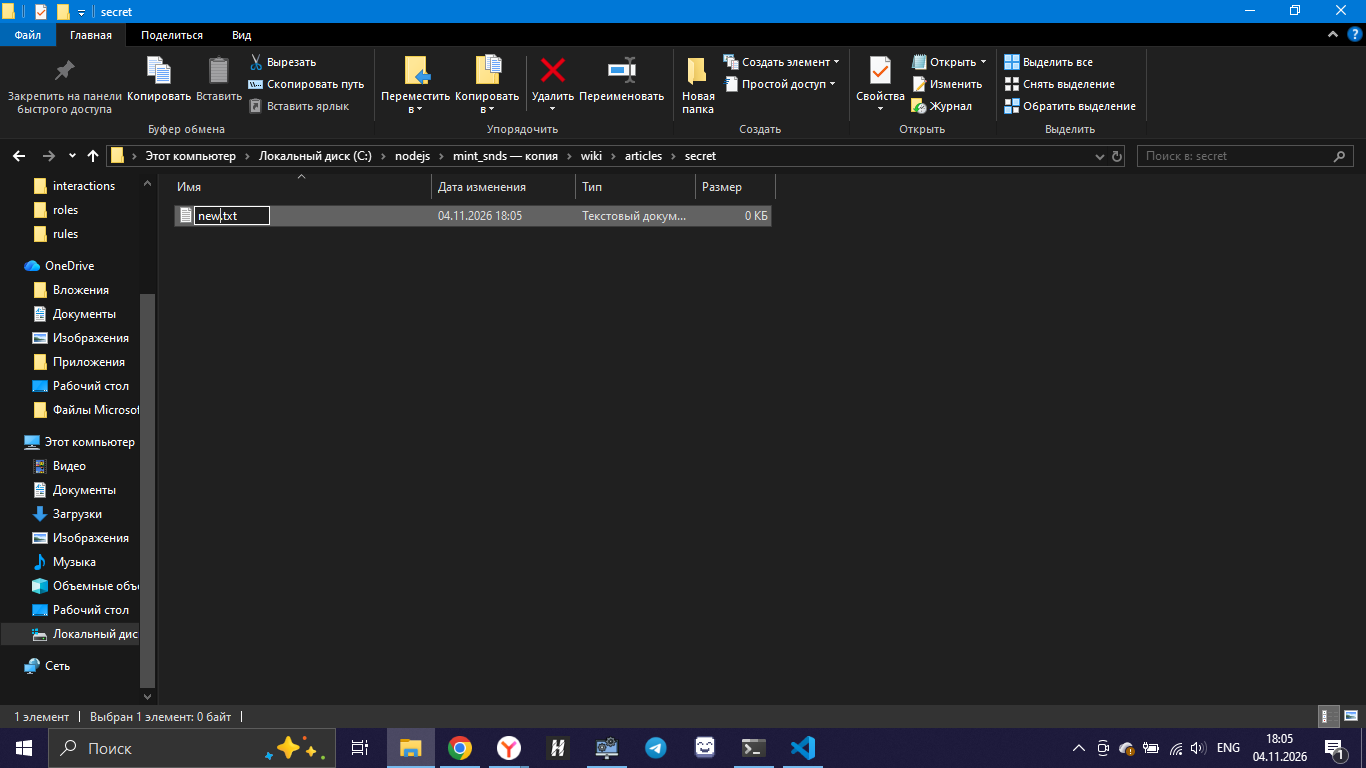 secret
Файл Главная Поделиться Вид
Закрепить на панели быстрого доступа
Копировать
Вставить
Вырезать
Скопировать путь
Вставить ярлык
Буфер обмена
Переместить в
Копировать в
Удалить
Переименовать
Упорядочить
Новая папка
Создать элемент
Простой доступ
Создать
Свойства
Открыть
Изменить
Журнал
Открыть
Выделить все
Снять выделение
Обратить выделение
Выделить
Этот компьютер › Локальный диск (C:) › nodejs › mint_snds — копия › wiki › articles › secret
Поиск в: secret
interactions
roles
rules
OneDrive
Вложения
Документы
Изображения
Приложения
Рабочий стол
Файлы Microsof
Этот компьютер
Видео
Документы
Загрузки
Изображения
Музыка
Объемные объ
Рабочий стол
Локальный дис
Сеть
Имя Дата изменения Тип Размер
new.txt 04.11.2026 18:05 Текстовый докум... 0 КБ
1 элемент Выбран 1 элемент: 0 байт
Поиск
ENG
18:05
04.11.2026
1